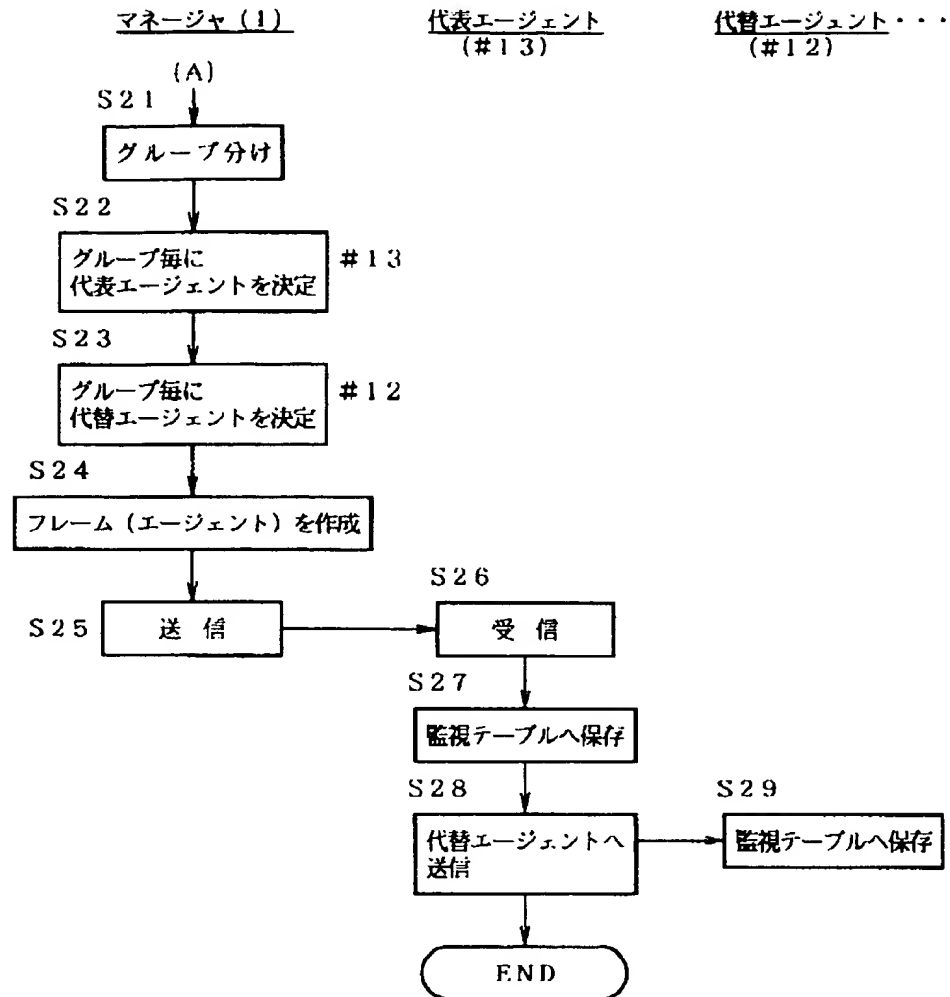 マネージャ(1)
代表エージェント
(#13)
代替エージェント・・・
(#12)
(A)
S21
グループ分け
S22
グループ毎に
代表エージェントを決定
#13
S23
グループ毎に
代替エージェントを決定
#12
S24
フレーム(エージェント)を作成
S25
送信
S26
受信
S27
監視テーブルへ保存
S28
代替エージェントへ
送信
S29
監視テーブルへ保存
END